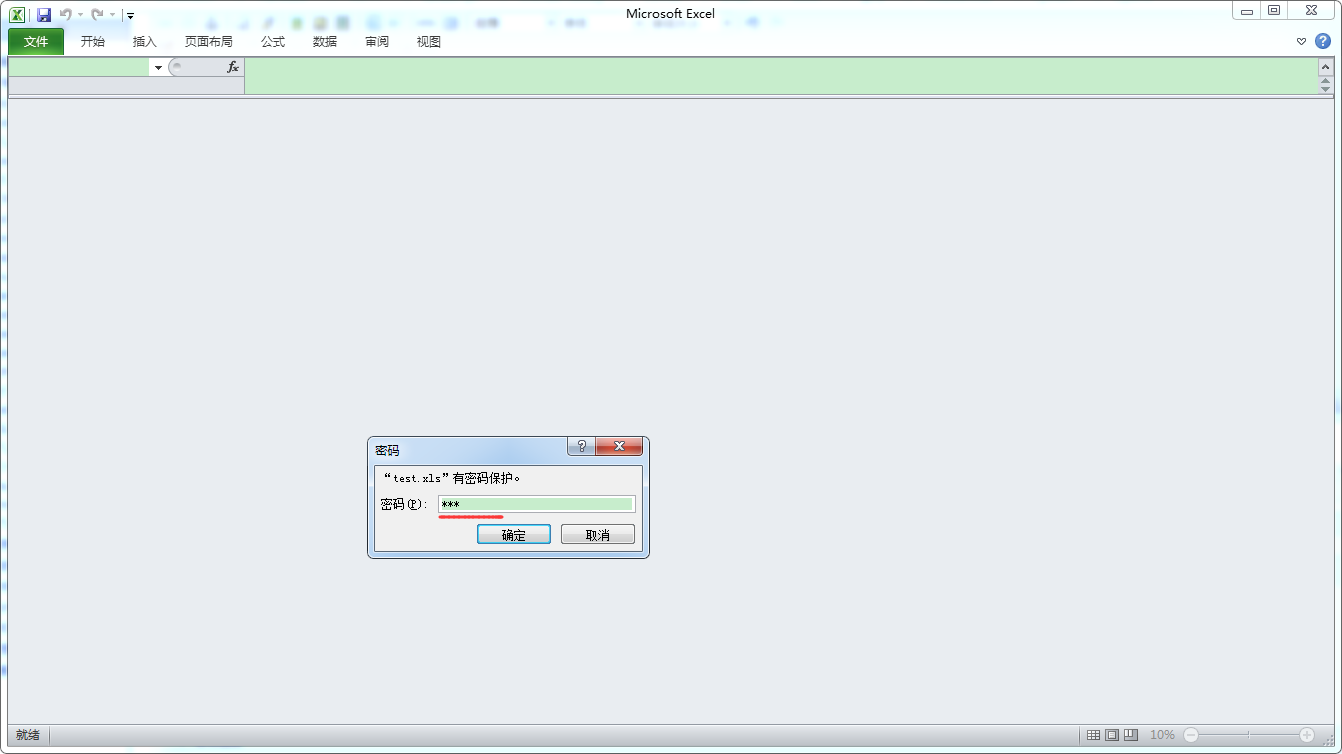 Microsoft Excel
文件 开始 插入 页面布局 公式 数据 审阅 视图
fx
密码
“test.xls”有密码保护。
密码(P): ***
确定 取消
就绪 10%